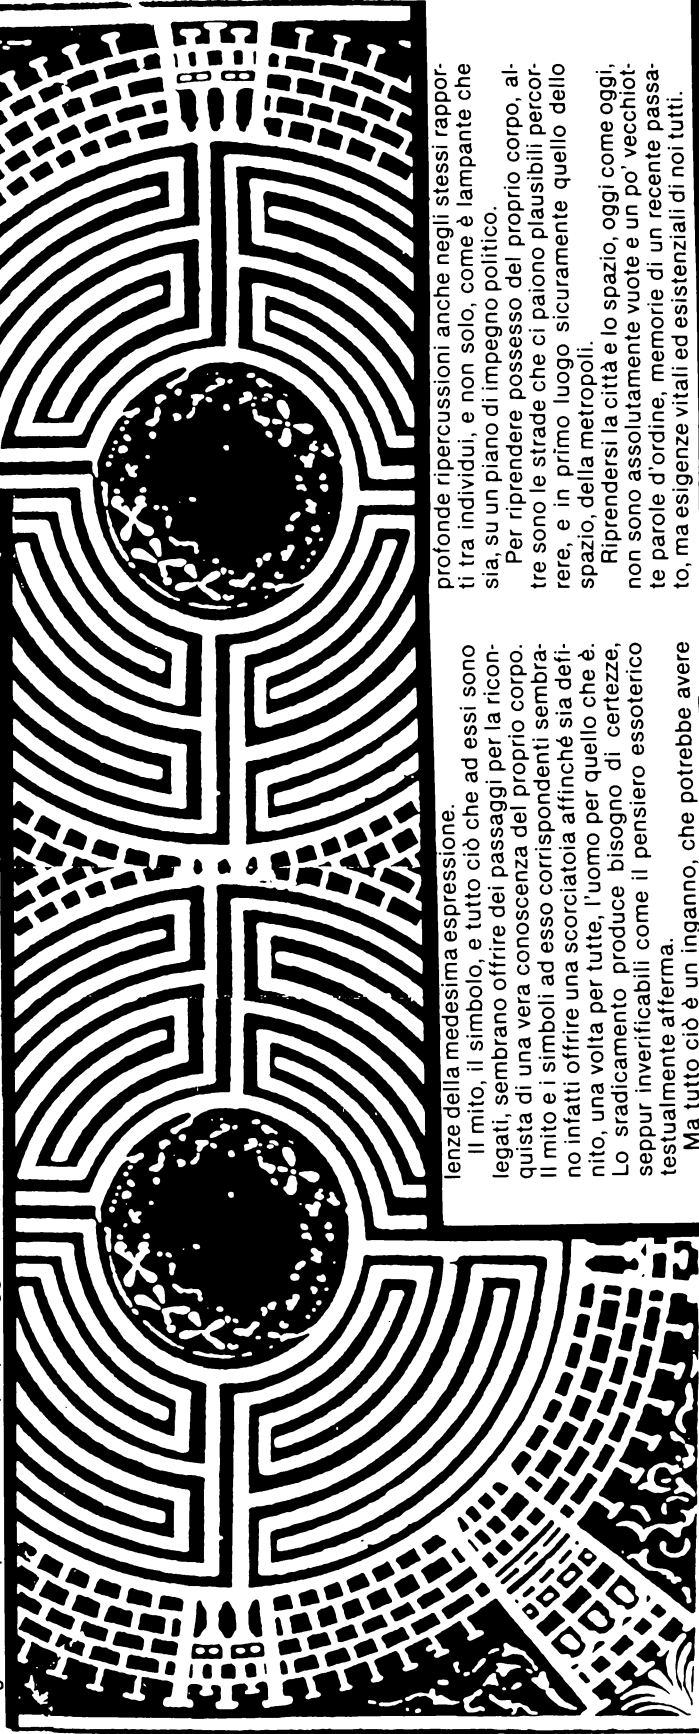 lenze della medesima espressione.
Il mito, il simbolo, e tutto ciò che ad essi sono
legati, sembrano offrire dei passaggi per la ricon-
quista di una vera conoscenza del proprio corpo.
Il mito e i simboli ad esso corrispondenti sembra-
no infatti offrire una scorciatoia affinché sia defi-
nito, una volta per tutte, l'uomo per quello che è.
Lo sradicamento produce bisogno di certezze,
seppur inverificabili come il pensiero essoterico
testualmente afferma.
Ma tutto ciò è un inganno, che potrebbe avere
profonde ripercussioni anche negli stessi rappor-
ti tra individui, e non solo, come è lampante che
sia, su un piano di impegno politico.
Per riprendere possesso del proprio corpo, al-
tre sono le strade che ci paiono plausibili percor-
rere, e in primo luogo sicuramente quello dello
spazio, della metropoli.
Riprendersi la città e lo spazio, oggi come oggi,
non sono assolutamente vuote e un po' vecchiot-
te parole d'ordine, memorie di un recente passa-
to, ma esigenze vitali ed esistenziali di noi tutti.